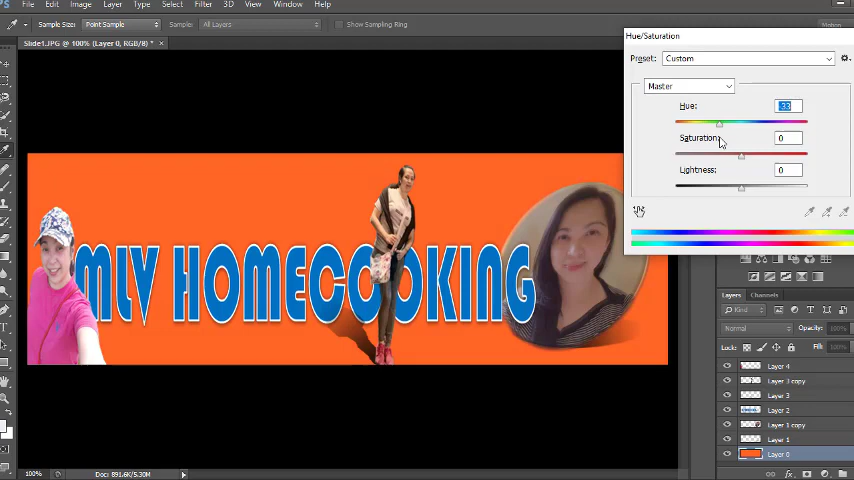 File Edit Image Layer Type Select Filter 3D View Window Help
Sample Size: Point Sample Sample: All Layers Show Sampling Ring Motion
Slide1.JPG @ 100% (Layer 0, RGB/8) * ×
Hue/Saturation
Preset: Custom
Master
Hue: -33
Saturation: 0
Lightness: 0
MLV HOMECOOKING
Layers Channels
Kind
Normal Opacity: 100%
Lock: Fill: 100%
Layer 4
Layer 3 copy
Layer 3
Layer 2
Layer 1 copy
Layer 1
Layer 0
fx
100% Doc: 891.6K/5.30M